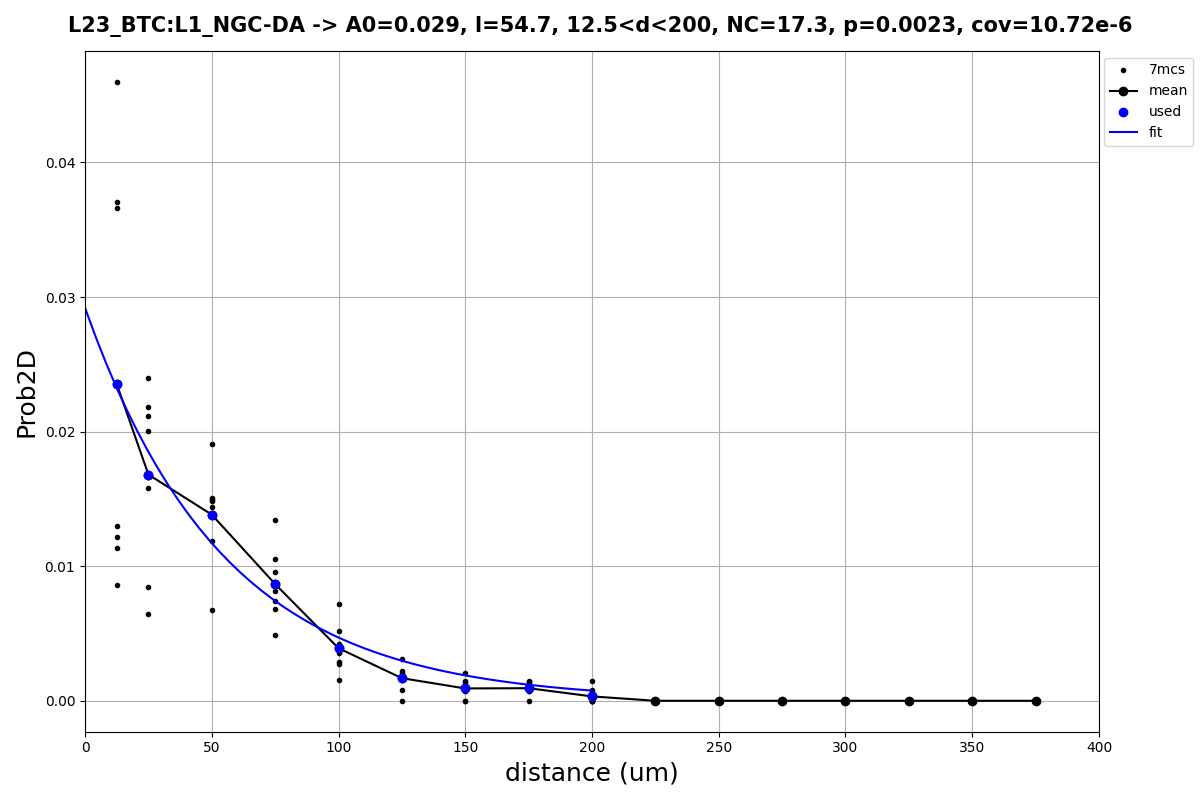 L23_BTC:L1_NGC-DA -> A0=0.029, l=54.7, 12.5<d<200, NC=17.3, p=0.0023, cov=10.72e-6
7mcs
mean
used
fit
0.04
0.03
0.02
0.01
0.00
Prob2D
0 50 100 150 200 250 300 350 400
distance (um)